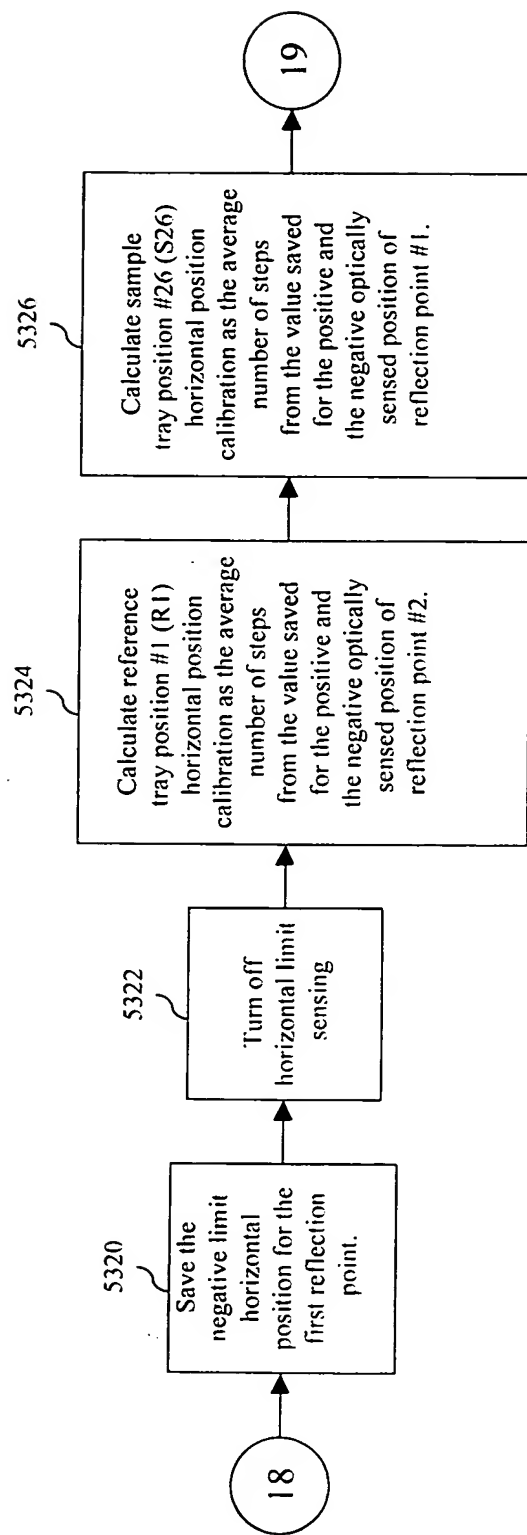 18
5320
Save the
negative limit
horizontal
position for the
first reflection
point.
5322
Turn off
horizontal limit
sensing
5324
Calculate reference
tray position #1 (R1)
horizontal position
calibration as the average
number of steps
from the value saved
for the positive and
the negative optically
sensed position of
reflection point #2.
5326
Calculate sample
tray position #26 (S26)
horizontal position
calibration as the average
number of steps
from the value saved
for the positive and
the negative optically
sensed position of
reflection point #1.
19